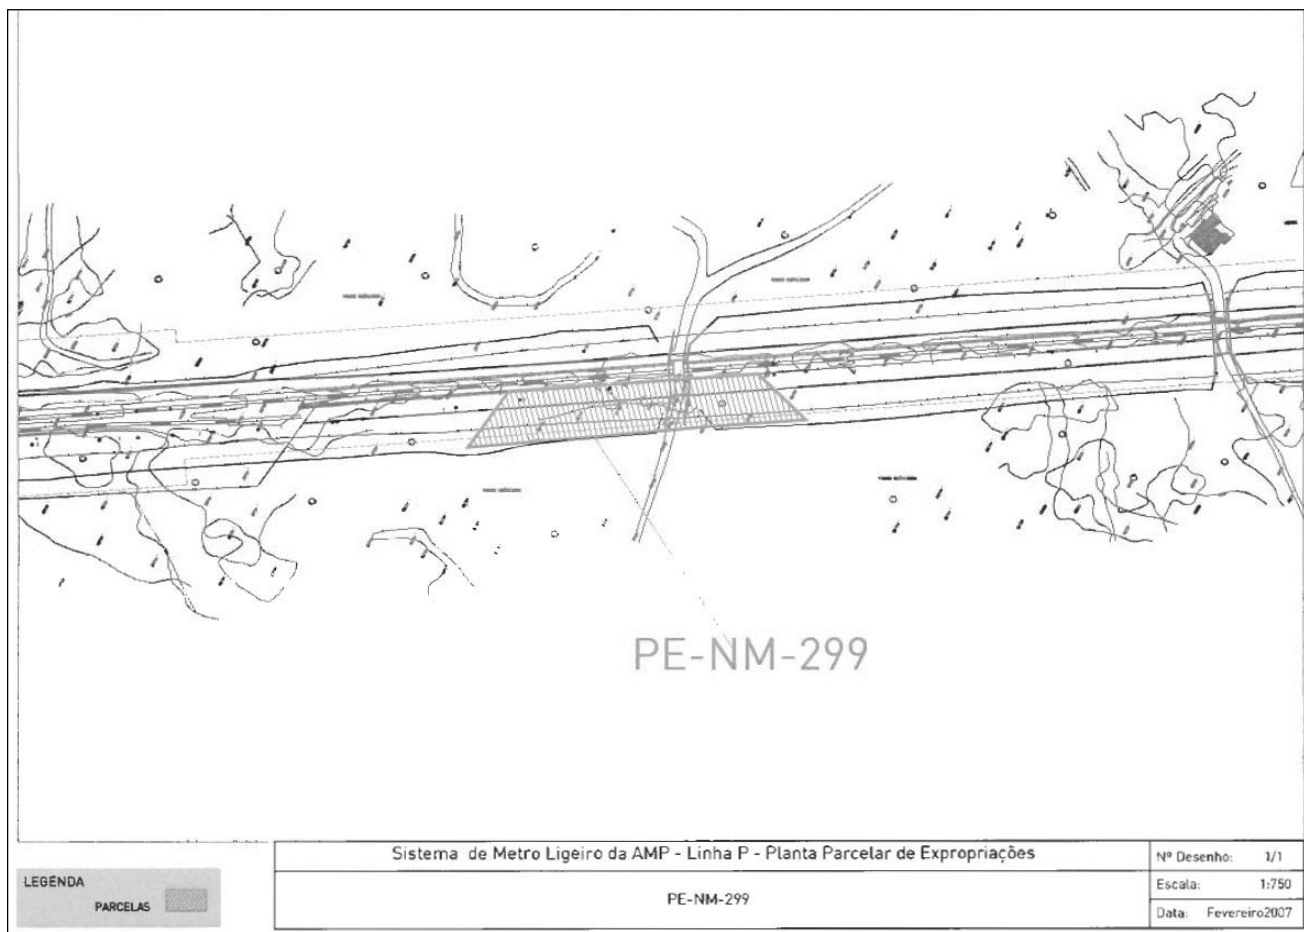 PE-NM-299
LEGENDA
PARCELAS
Sistema de Metro Ligeiro da AMP - Linha P - Planta Parcelar de Expropriações
PE-NM-299
Nº Desenho: 1/1
Escala: 1:750
Data: Fevereiro2007